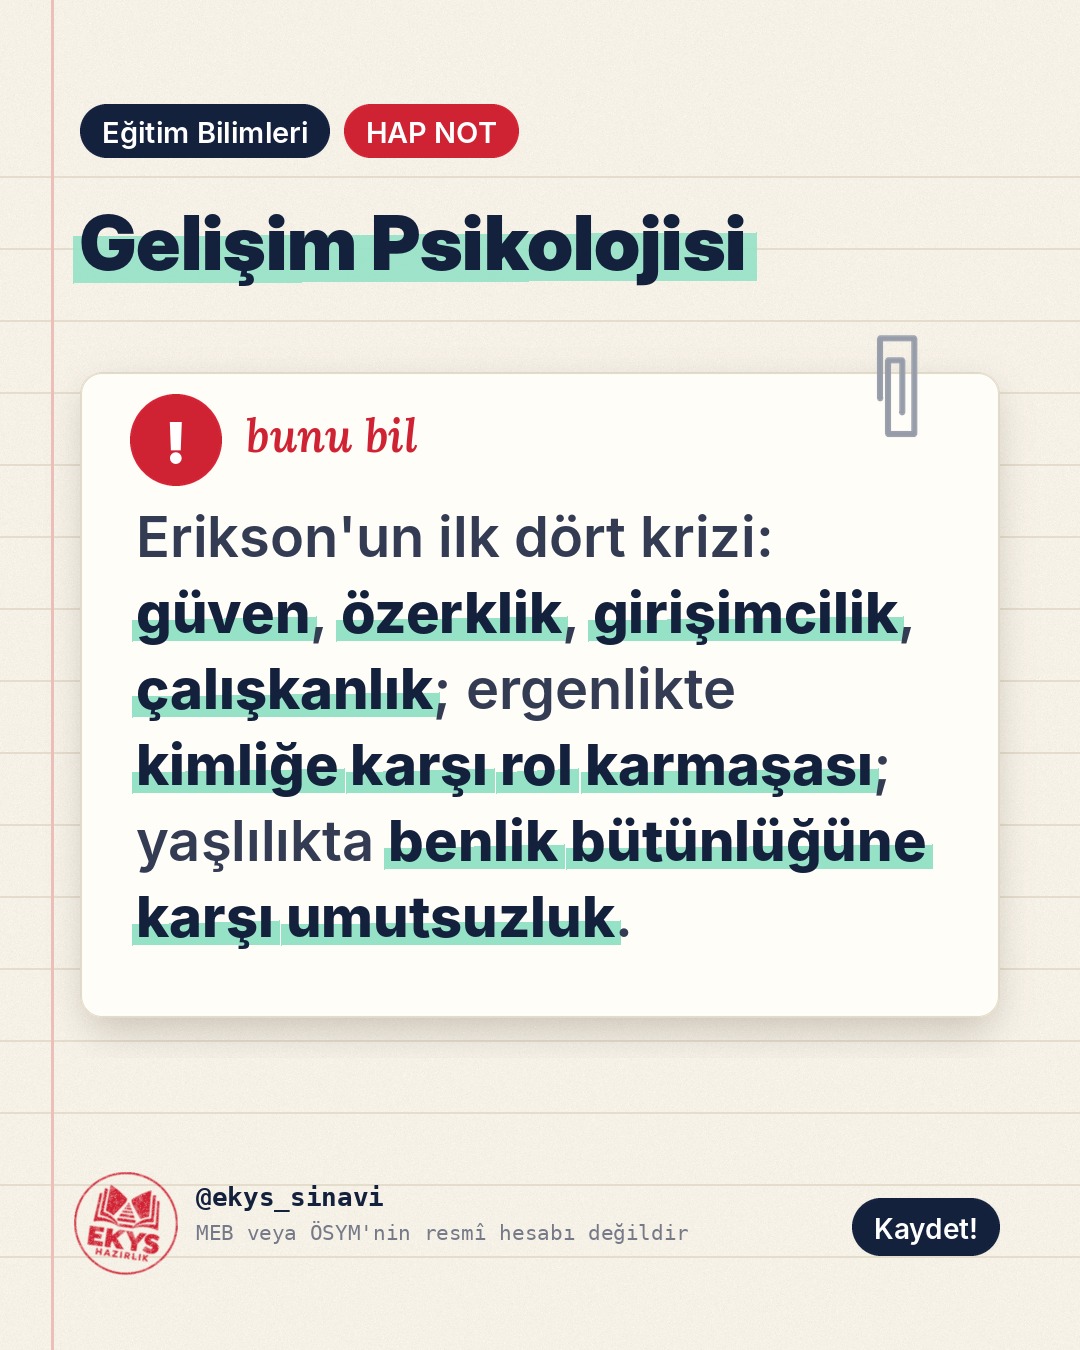 Eğitim Bilimleri HAP NOT
Gelişim Psikolojisi
! bunu bil
Erikson'un ilk dört krizi:
güven, özerklik, girişimcilik,
çalışkanlık; ergenlikte
kimliğe karşı rol karmaşası;
yaşlılıkta benlik bütünlüğüne
karşı umutsuzluk.
EKYS
HAZIRLIK
@ekys_sinavi
MEB veya ÖSYM'nin resmî hesabı değildir
Kaydet!